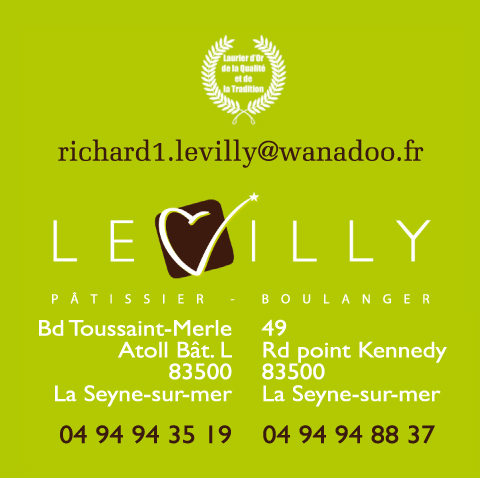 Laurier d'Or
de la Qualité
et de
la Tradition
richard1.levilly@wanadoo.fr
LEVILLY
PÂTISSIER - BOULANGER
Bd Toussaint-Merle
Atoll Bât. L
83500
La Seyne-sur-mer
04 94 94 35 19
49
Rd point Kennedy
83500
La Seyne-sur-mer
04 94 94 88 37